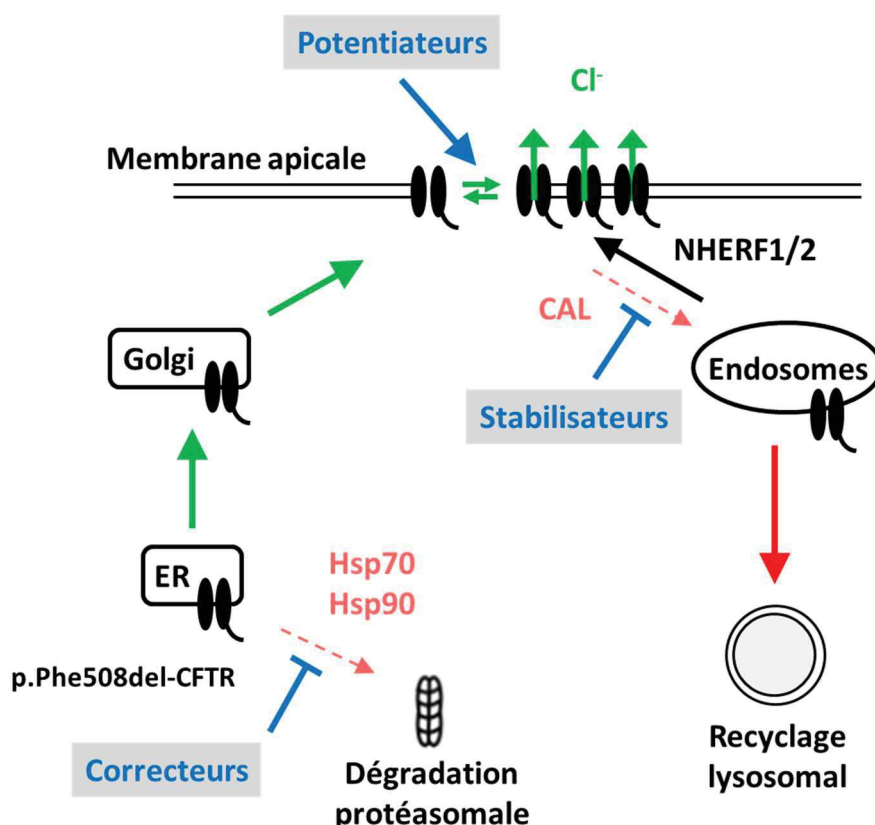 Potentiateurs
Cl⁻
Membrane apicale
NHERF1/2
CAL
Golgi
Endosomes
Stabilisateurs
ER
Hsp70
Hsp90
p.Phe508del-CFTR
Correcteurs
Dégradation
protéasomale
Recyclage
lysosomal